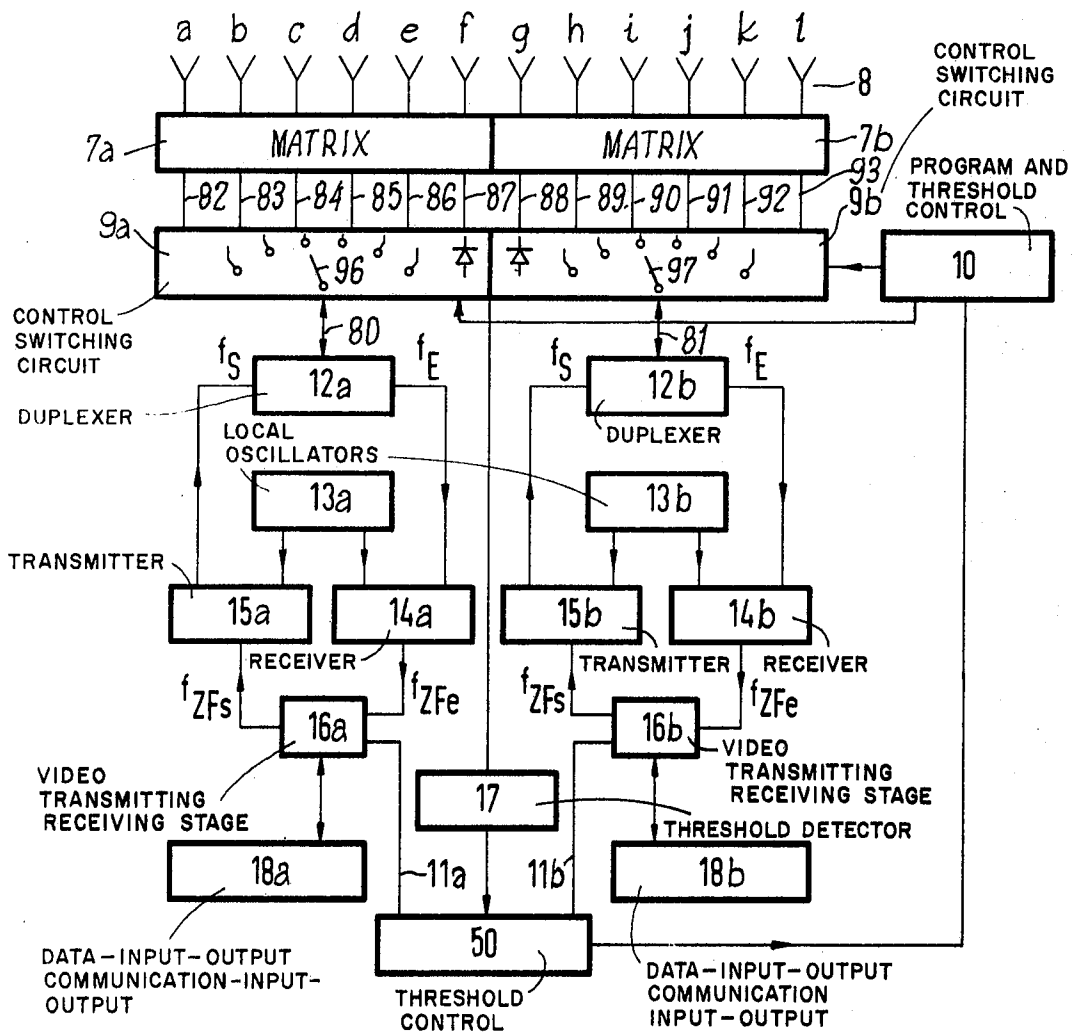 a b c d e f g h i j k l
8
CONTROL
SWITCHING
CIRCUIT
7a MATRIX MATRIX 7b
82 83 84 85 86 87 88 89 90 91 92 93
PROGRAM AND
THRESHOLD
CONTROL
9a 9b
96 97 10
CONTROL
SWITCHING
CIRCUIT
80 81
fS fE fS fE
12a 12b
DUPLEXER DUPLEXER
LOCAL
OSCILLATORS
13a 13b
TRANSMITTER
15a 14a 15b 14b
RECEIVER TRANSMITTER RECEIVER
fZFs fZFe fZFs fZFe
16a 16b
VIDEO
TRANSMITTING
RECEIVING STAGE
VIDEO
TRANSMITTING
RECEIVING STAGE
17
THRESHOLD DETECTOR
18a 11a 11b 18b
50
DATA-INPUT-OUTPUT
COMMUNICATION-INPUT-
OUTPUT
THRESHOLD
CONTROL
DATA-INPUT-OUTPUT
COMMUNICATION
INPUT-OUTPUT